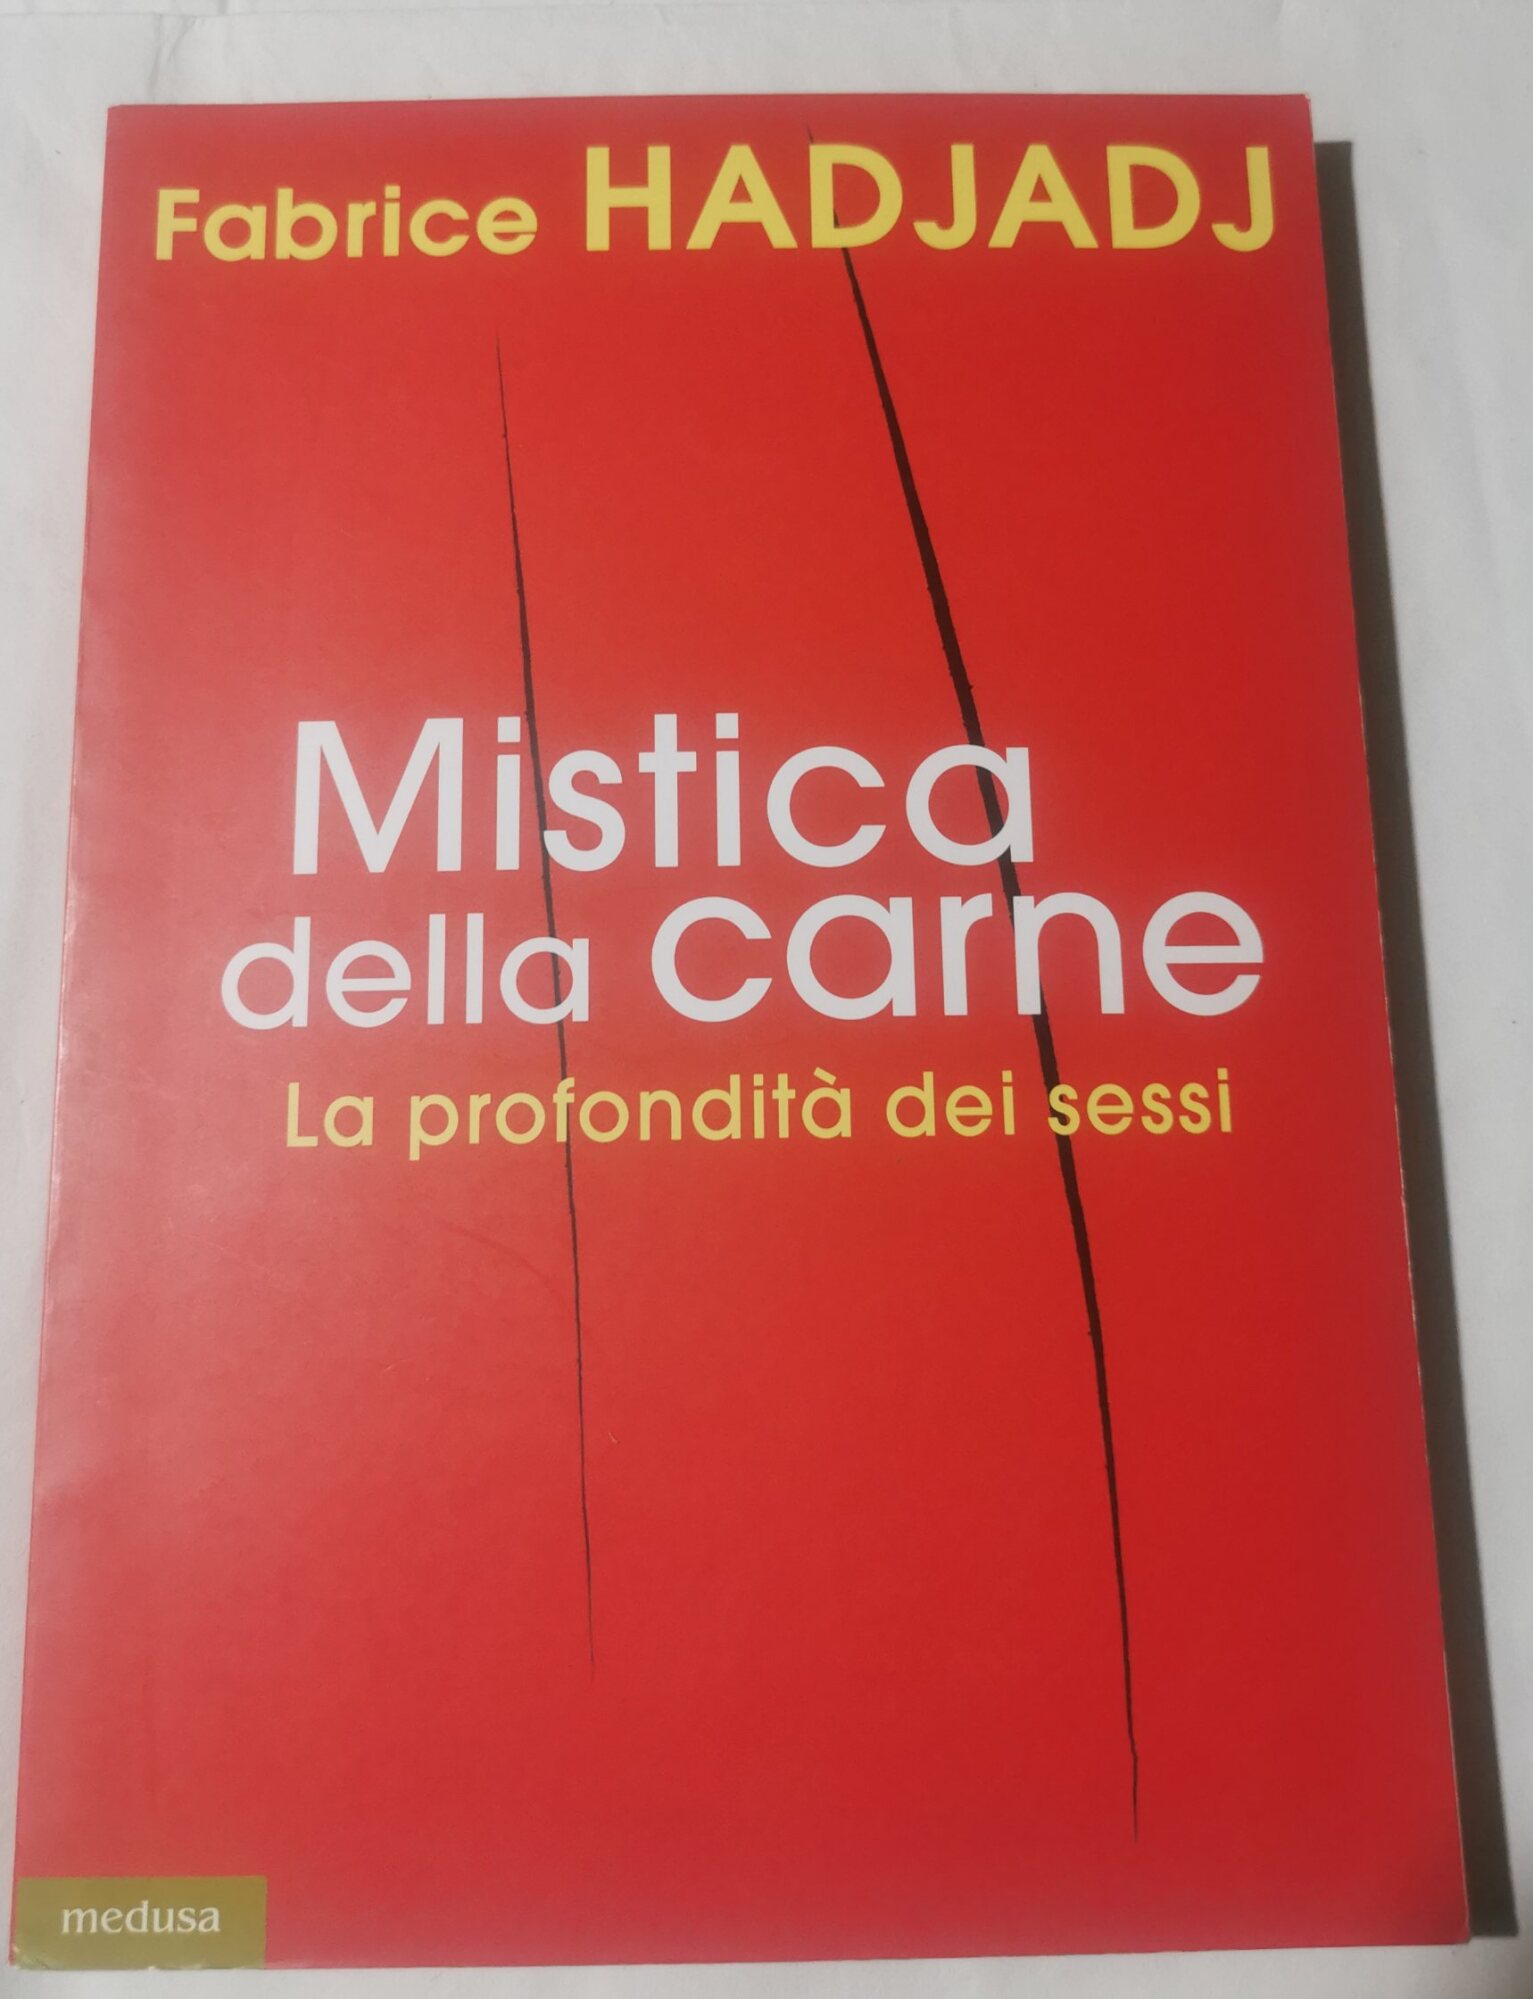 Fabrice HADJADJ
Mistica
della carne
La profondità dei sessi
medusa